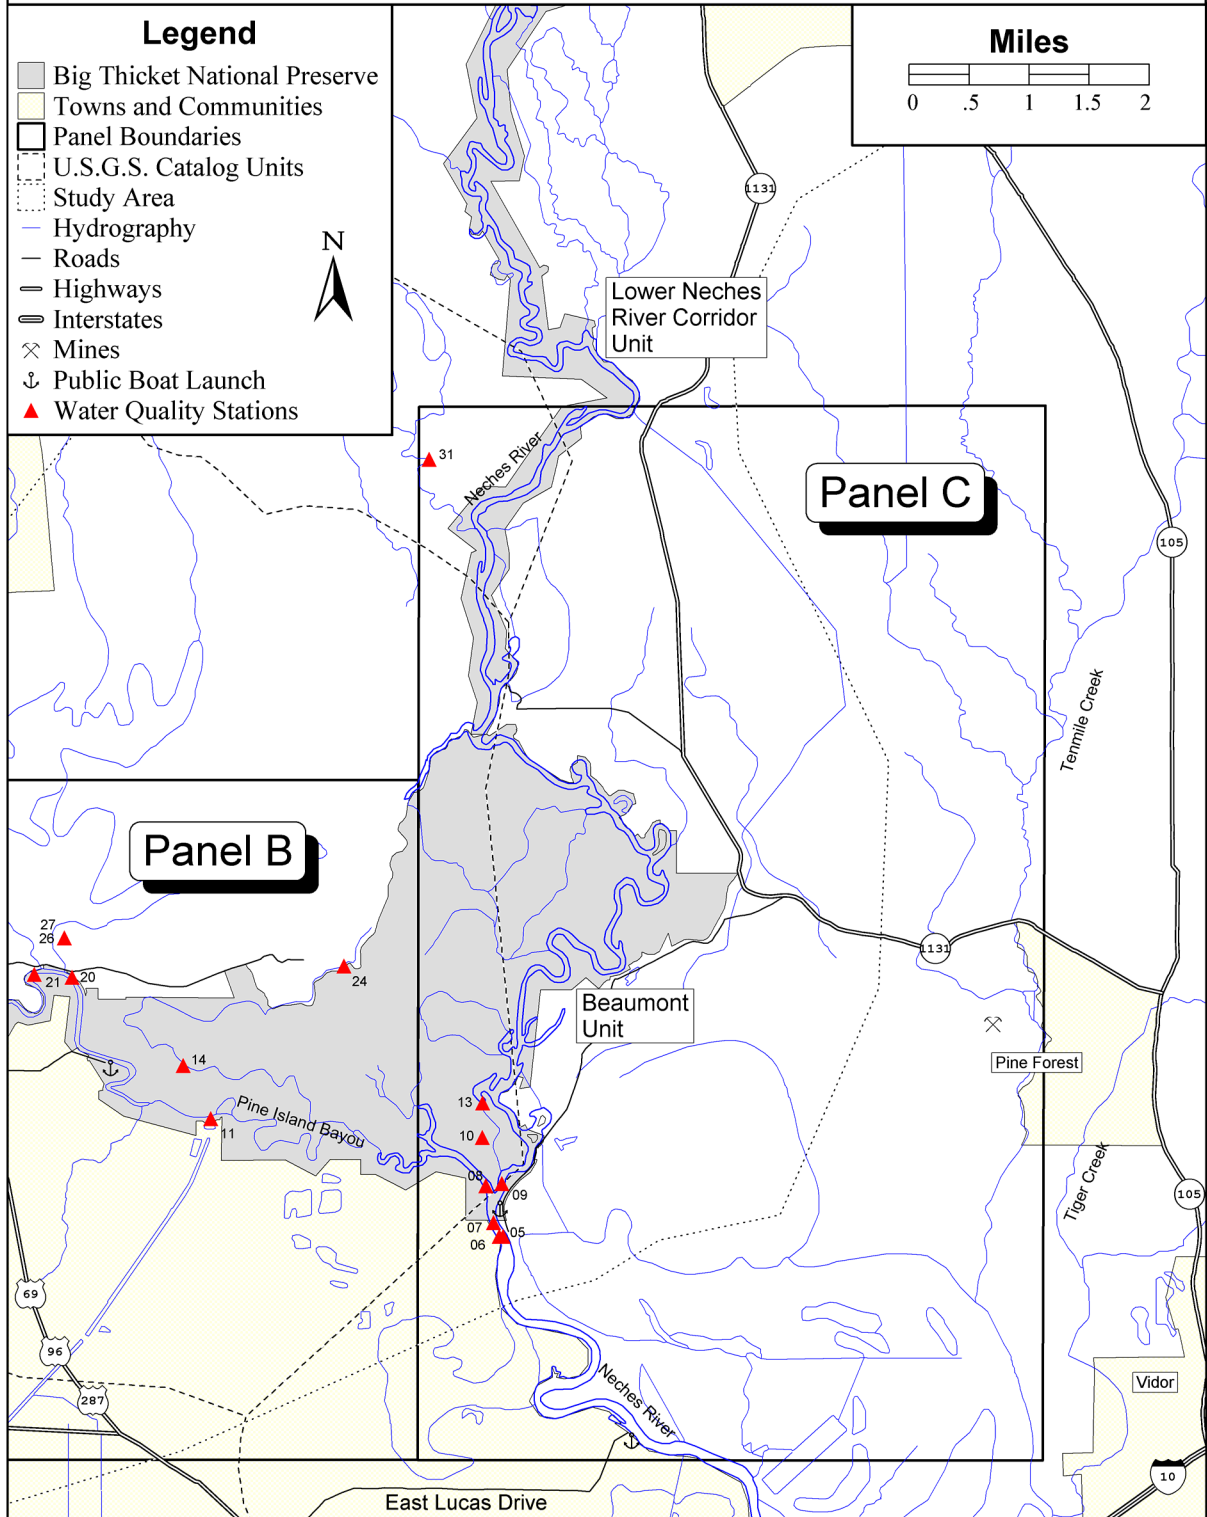 Legend
Big Thicket National Preserve
Towns and Communities
Panel Boundaries
U.S.G.S. Catalog Units
Study Area
Hydrography
Roads
Highways
Interstates
Mines
Public Boat Launch
Water Quality Stations
N
Miles
0 .5 1 1.5 2
1131
Lower Neches
River Corridor
Unit
31
Neches River
Panel C
105
Tenmile Creek
Panel B
27
26
21
20
24
1131
Beaumont
Unit
Pine Forest
14
11
Pine Island Bayou
13
10
08
09
07
05
06
Tiger Creek
105
69
96
287
Neches River
Vidor
10
East Lucas Drive